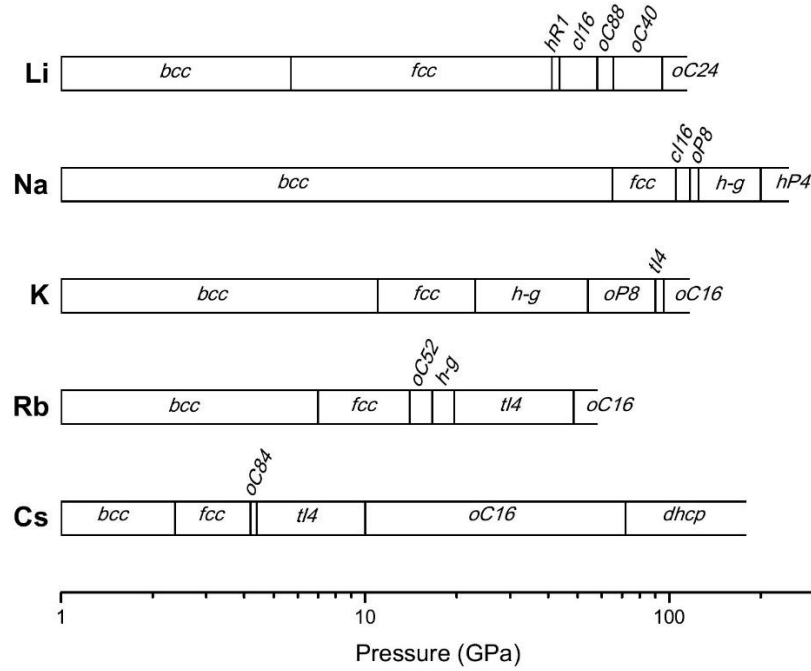 hR1 cI16 oC88 oC40
Li bcc fcc oC24
cI16 oP8
Na bcc fcc h-g hP4
tI4
K bcc fcc h-g oP8 oC16
oC52 h-g
Rb bcc fcc tI4 oC16
oC84
Cs bcc fcc tI4 oC16 dhcp
1 10 100
Pressure (GPa)